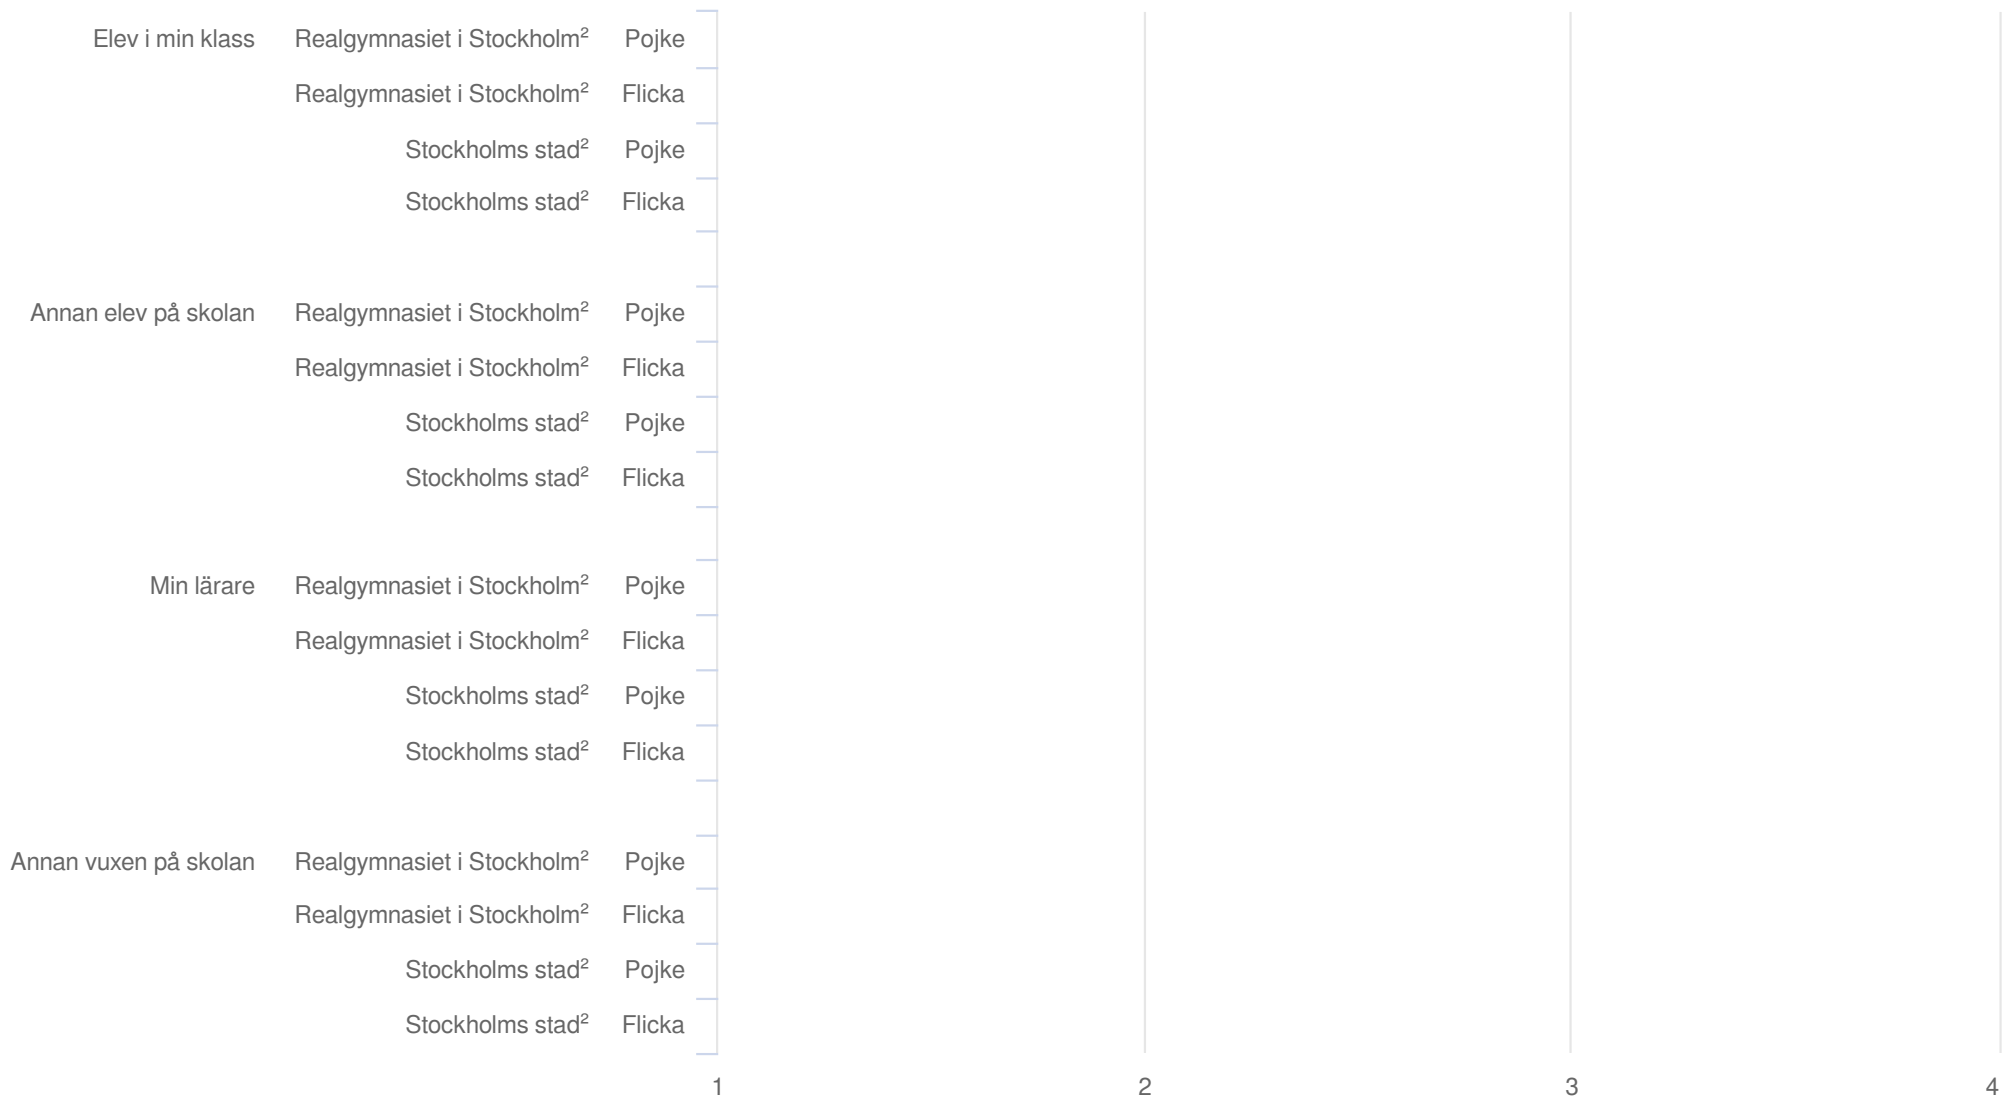 Elev i min klass Realgymnasiet i Stockholm² Pojke
Realgymnasiet i Stockholm² Flicka
Stockholms stad² Pojke
Stockholms stad² Flicka
Annan elev på skolan Realgymnasiet i Stockholm² Pojke
Realgymnasiet i Stockholm² Flicka
Stockholms stad² Pojke
Stockholms stad² Flicka
Min lärare Realgymnasiet i Stockholm² Pojke
Realgymnasiet i Stockholm² Flicka
Stockholms stad² Pojke
Stockholms stad² Flicka
Annan vuxen på skolan Realgymnasiet i Stockholm² Pojke
Realgymnasiet i Stockholm² Flicka
Stockholms stad² Pojke
Stockholms stad² Flicka
1 2 3 4